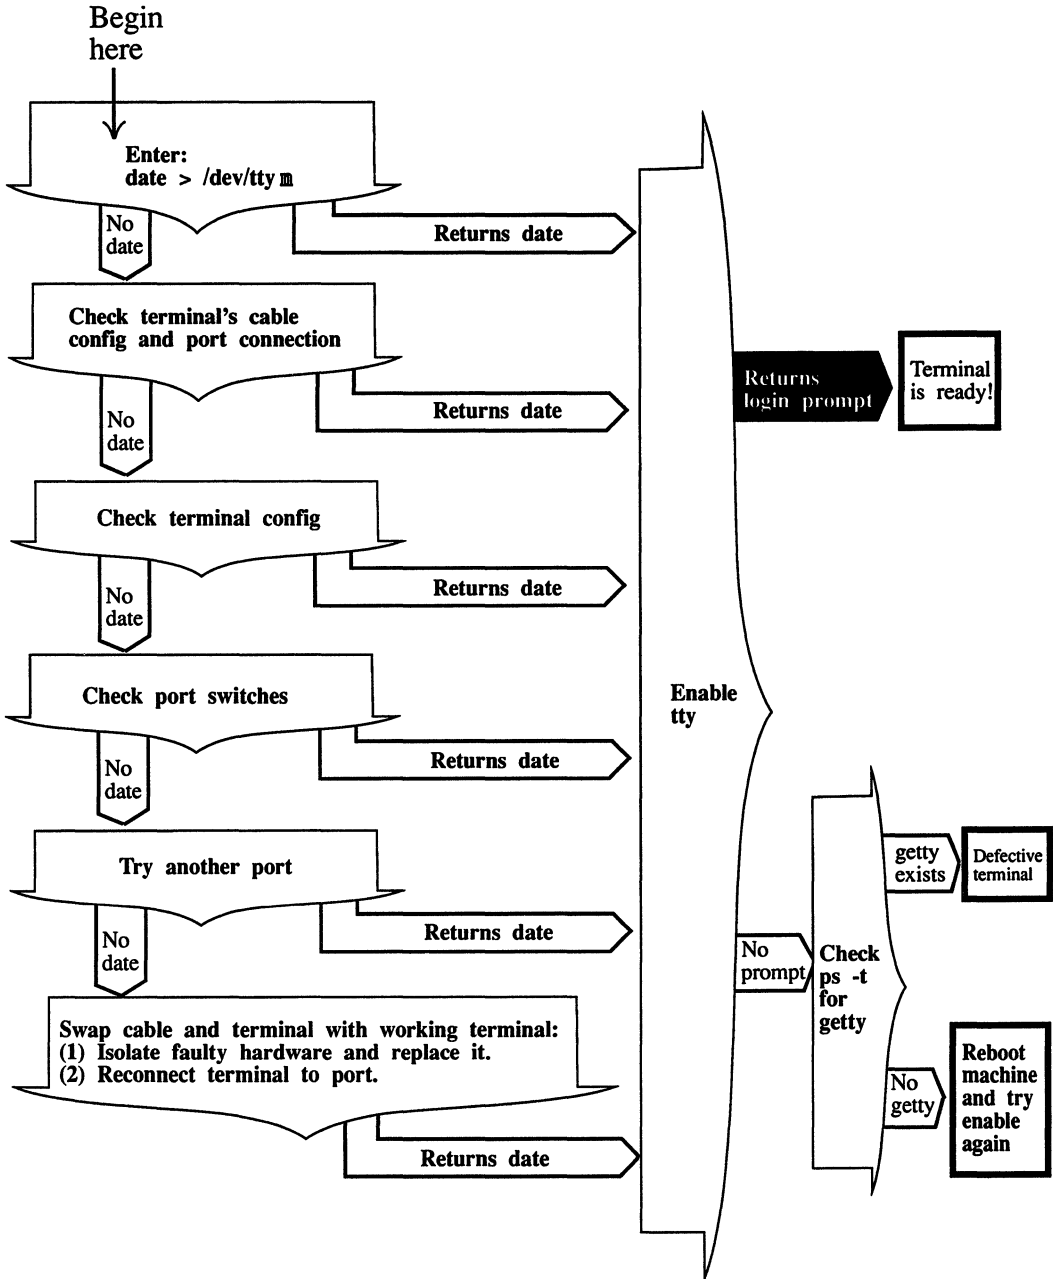 Begin
here
Enter:
date > /dev/tty m
No
date
Returns date
Check terminal's cable
config and port connection
No
date
Returns date
Check terminal config
No
date
Returns date
Check port switches
No
date
Returns date
Try another port
No
date
Returns date
Swap cable and terminal with working terminal:
(1) Isolate faulty hardware and replace it.
(2) Reconnect terminal to port.
Returns date
Enable
tty
Returns
login prompt
Terminal
is ready!
No
prompt
Check
ps -t
for
getty
getty
exists
Defective
terminal
No
getty
Reboot
machine
and try
enable
again